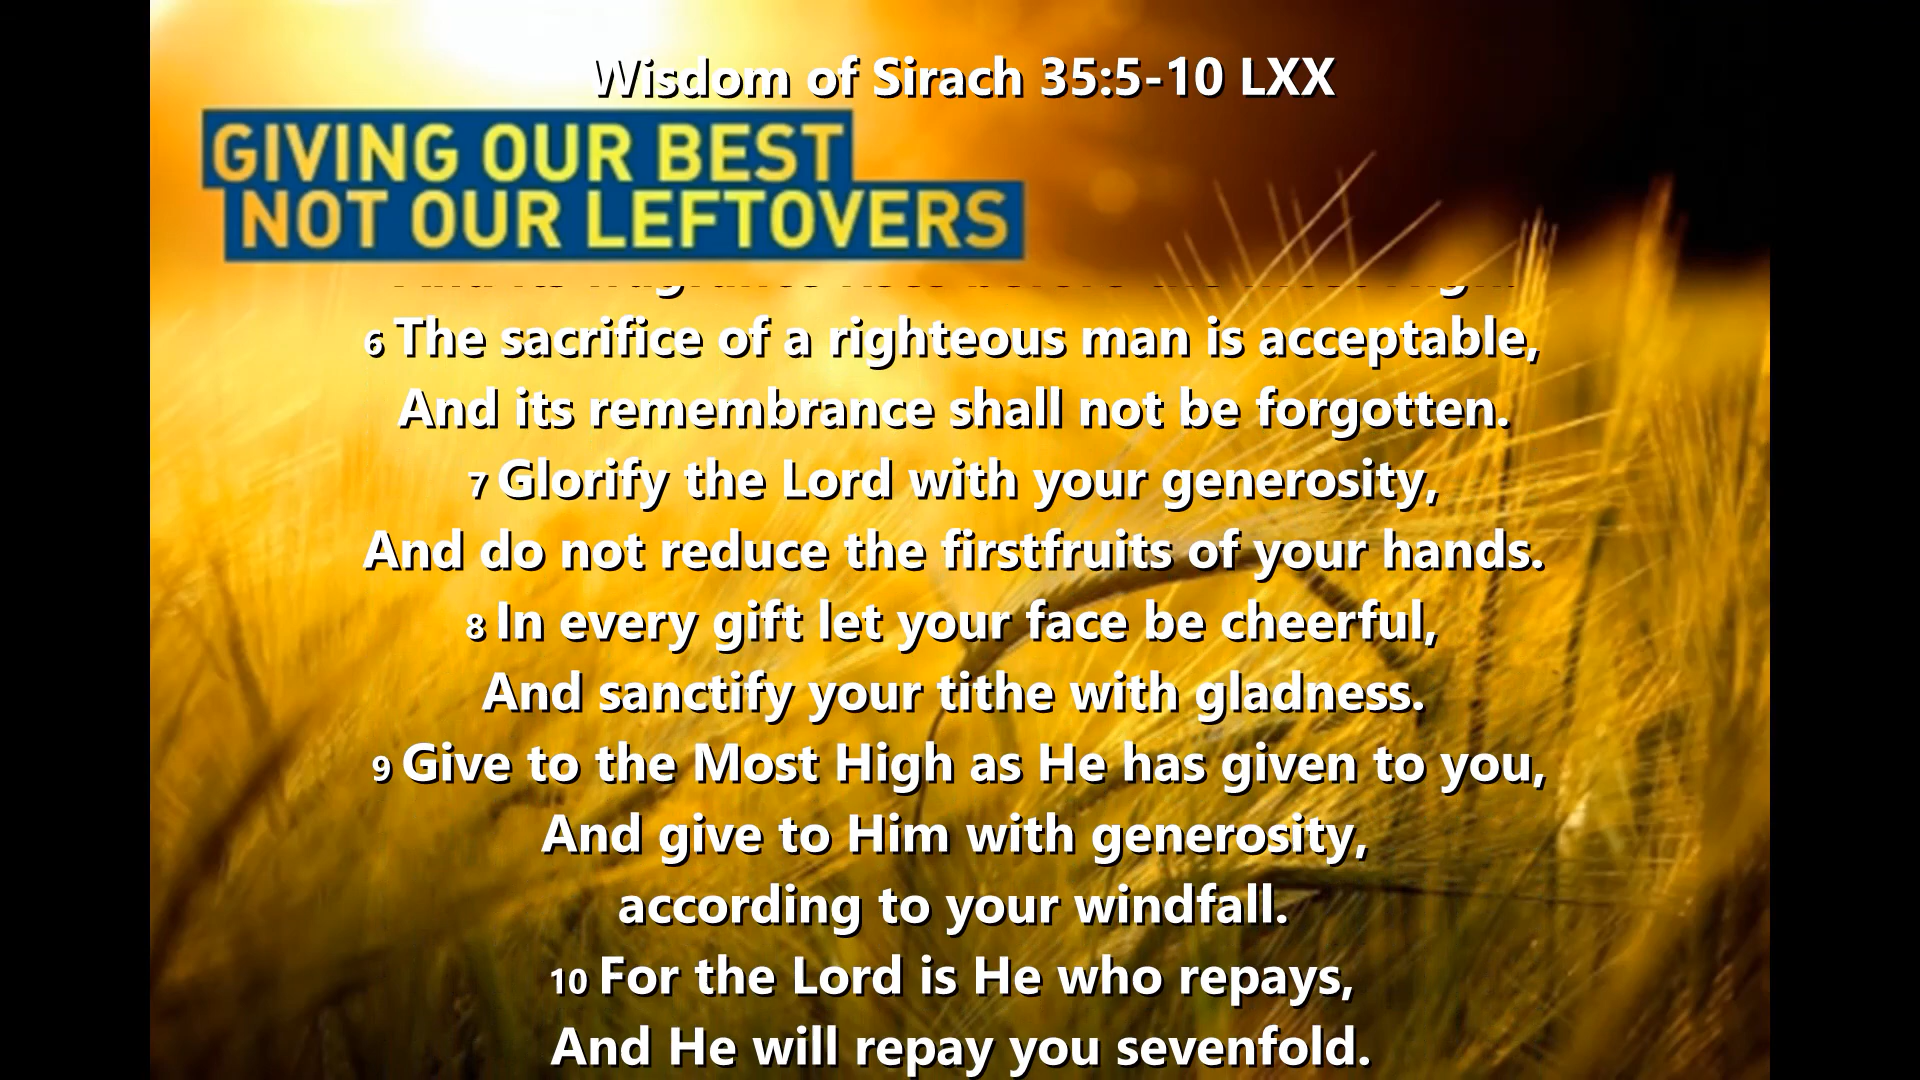 Wisdom of Sirach 35:5-10 LXX
GIVING OUR BEST
NOT OUR LEFTOVERS
6 The sacrifice of a righteous man is acceptable,
And its remembrance shall not be forgotten.
7 Glorify the Lord with your generosity,
And do not reduce the firstfruits of your hands.
8 In every gift let your face be cheerful,
And sanctify your tithe with gladness.
9 Give to the Most High as He has given to you,
And give to Him with generosity,
according to your windfall.
10 For the Lord is He who repays,
And He will repay you sevenfold.